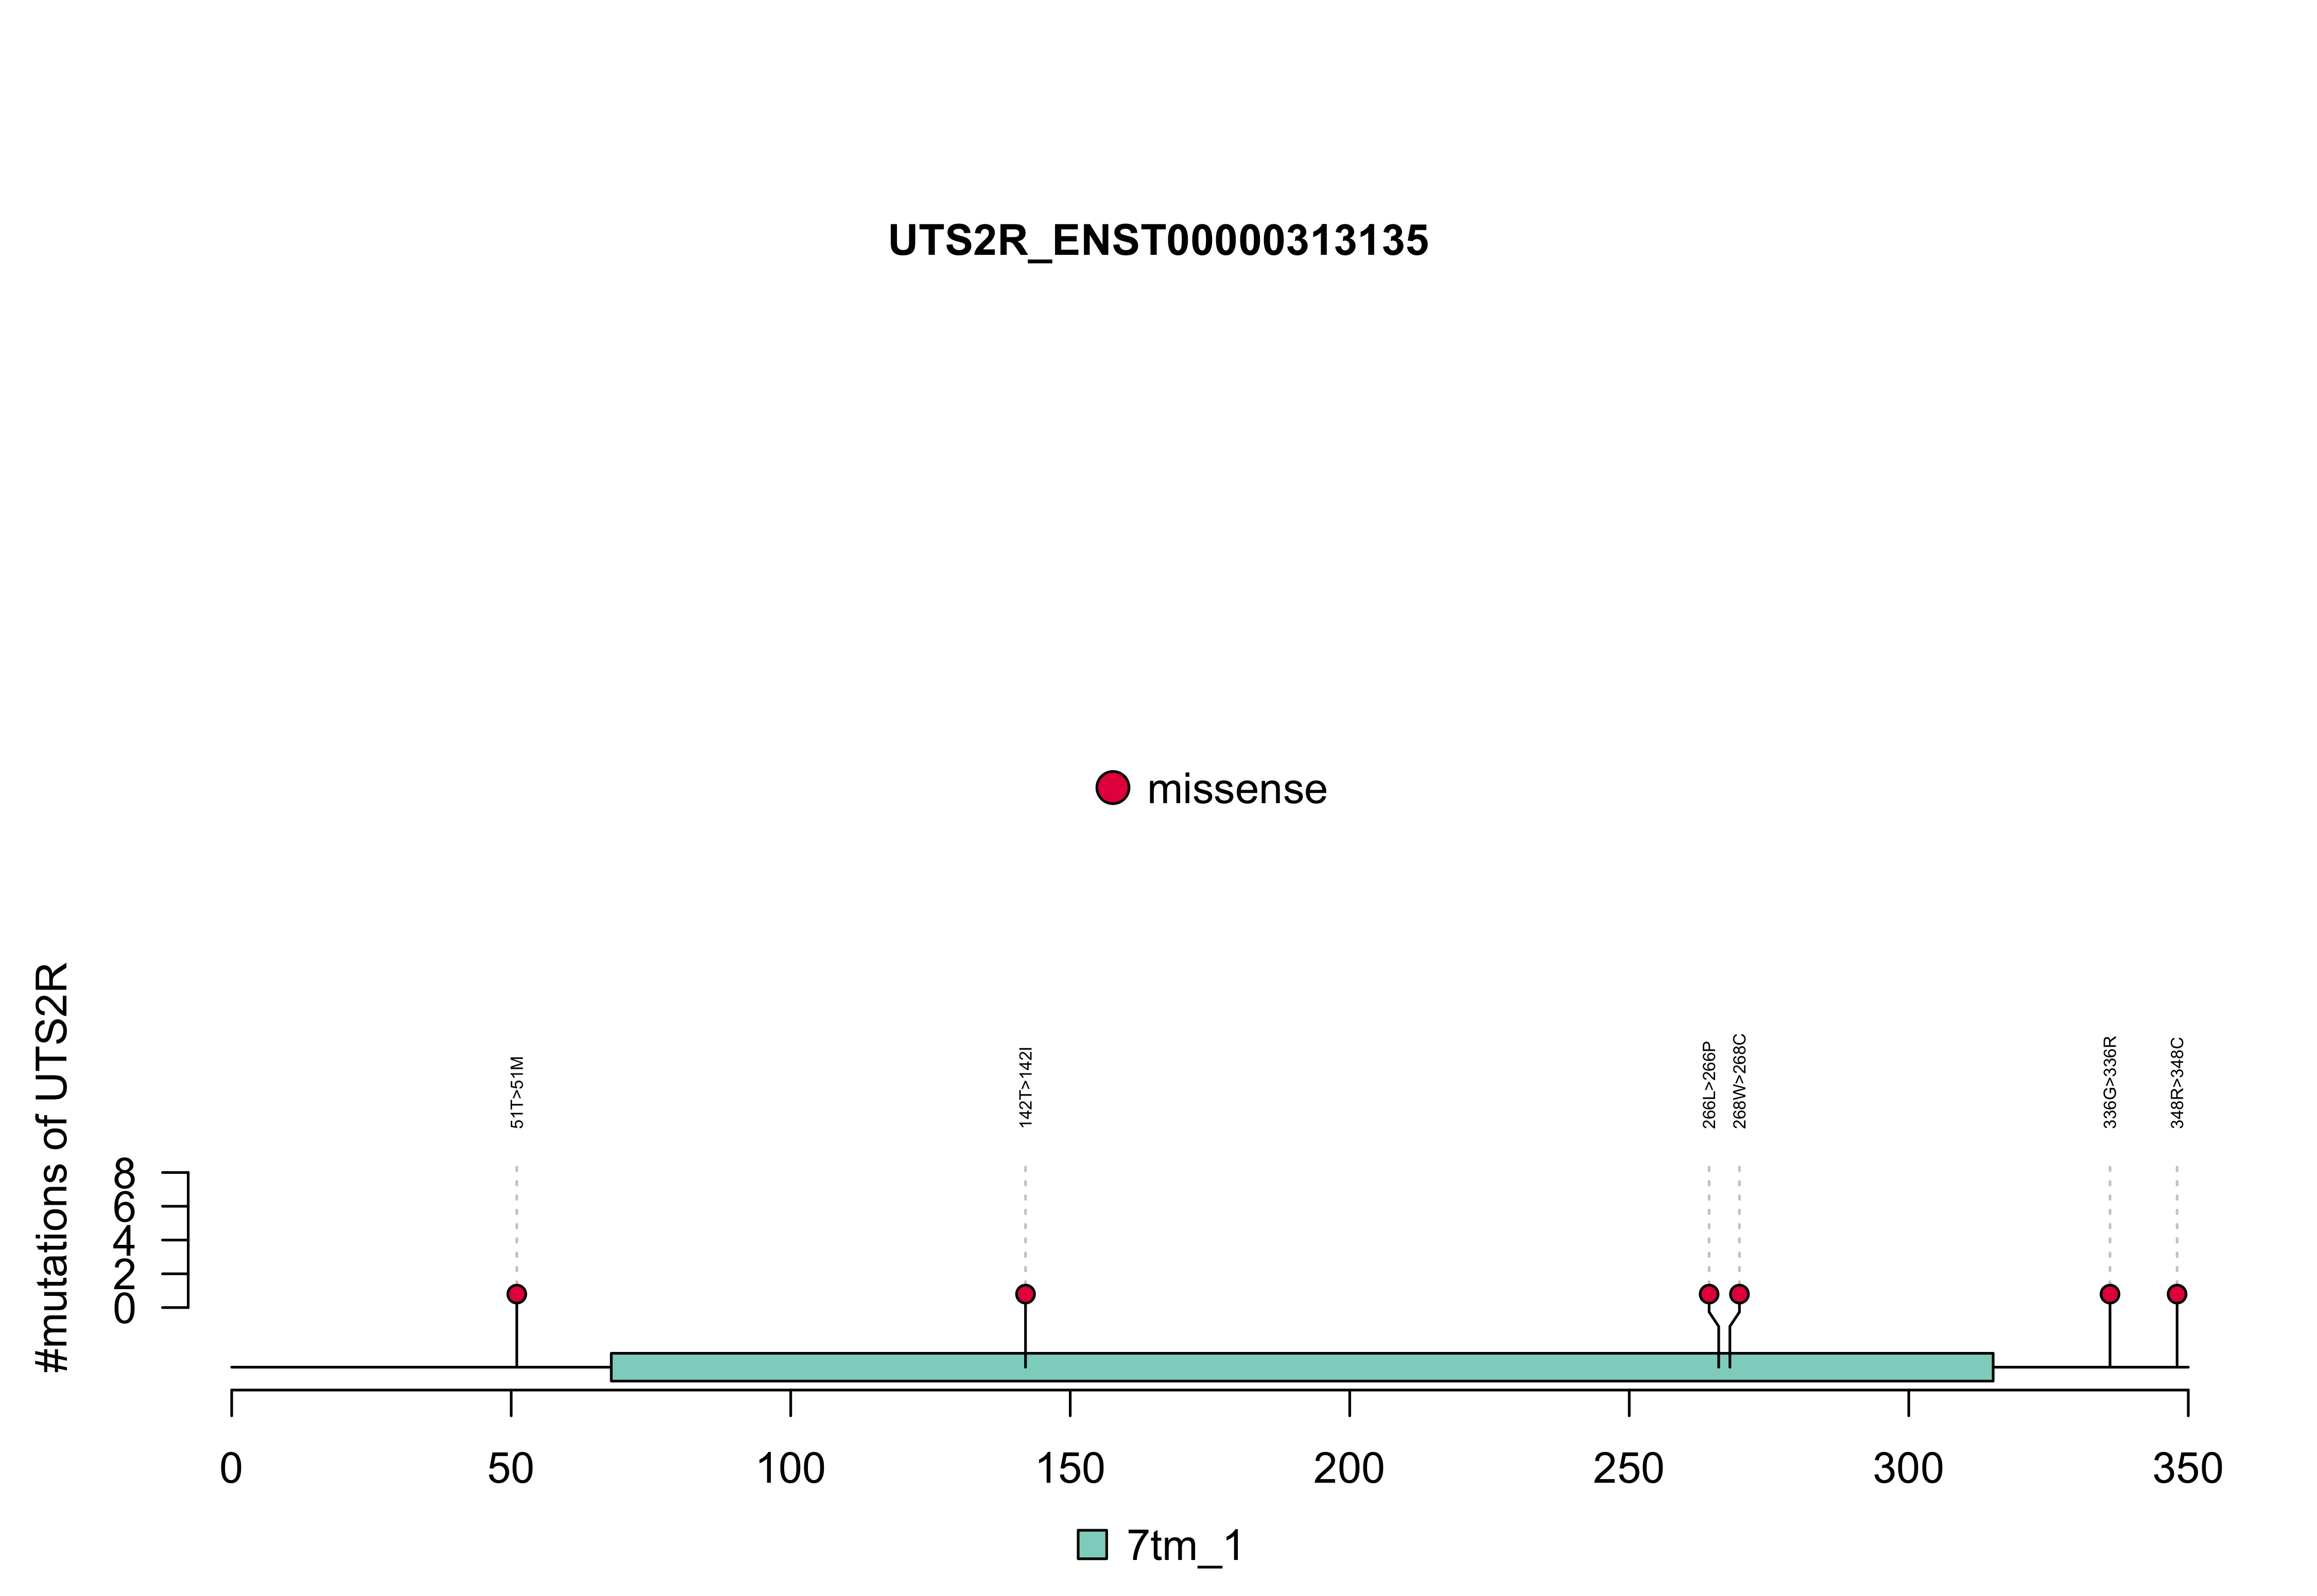 UTS2R_ENST00000313135
missense
#mutations of UTS2R
51T>51M
142T>142I
266L>266P
268W>268C
336G>336R
348R>348C
8
6
4
2
0
0 50 100 150 200 250 300 350
7tm_1